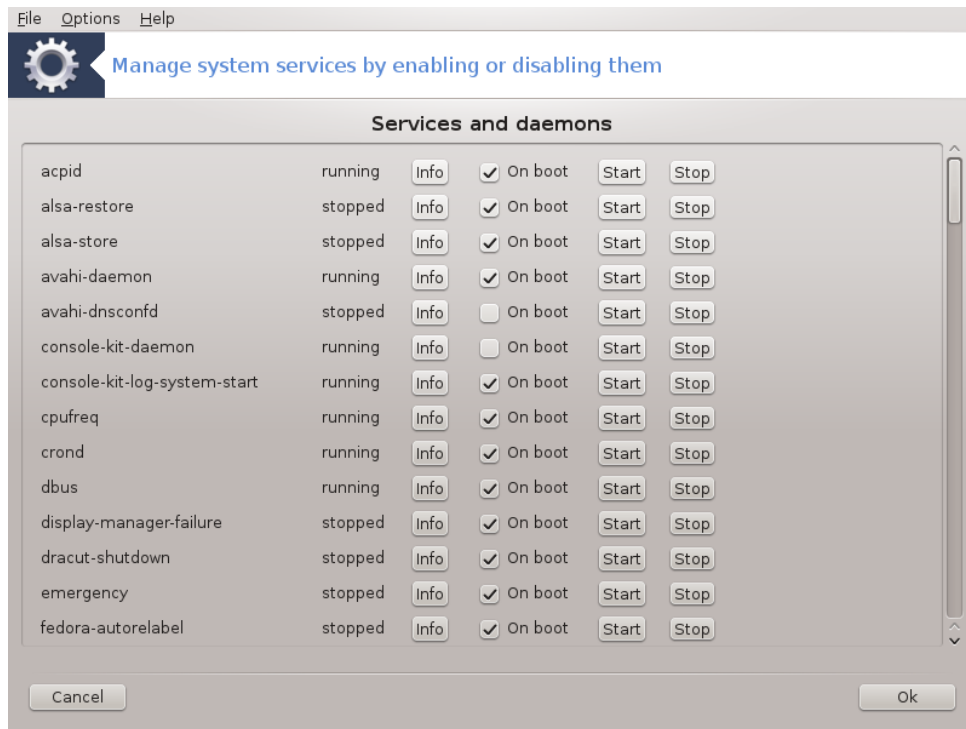 File Options Help
Manage system services by enabling or disabling them
Services and daemons
acpid running Info On boot Start Stop
alsa-restore stopped Info On boot Start Stop
alsa-store stopped Info On boot Start Stop
avahi-daemon running Info On boot Start Stop
avahi-dnsconfd stopped Info On boot Start Stop
console-kit-daemon running Info On boot Start Stop
console-kit-log-system-start running Info On boot Start Stop
cpufreq running Info On boot Start Stop
crond running Info On boot Start Stop
dbus running Info On boot Start Stop
display-manager-failure stopped Info On boot Start Stop
dracut-shutdown stopped Info On boot Start Stop
emergency stopped Info On boot Start Stop
fedora-autorelabel stopped Info On boot Start Stop
Cancel Ok